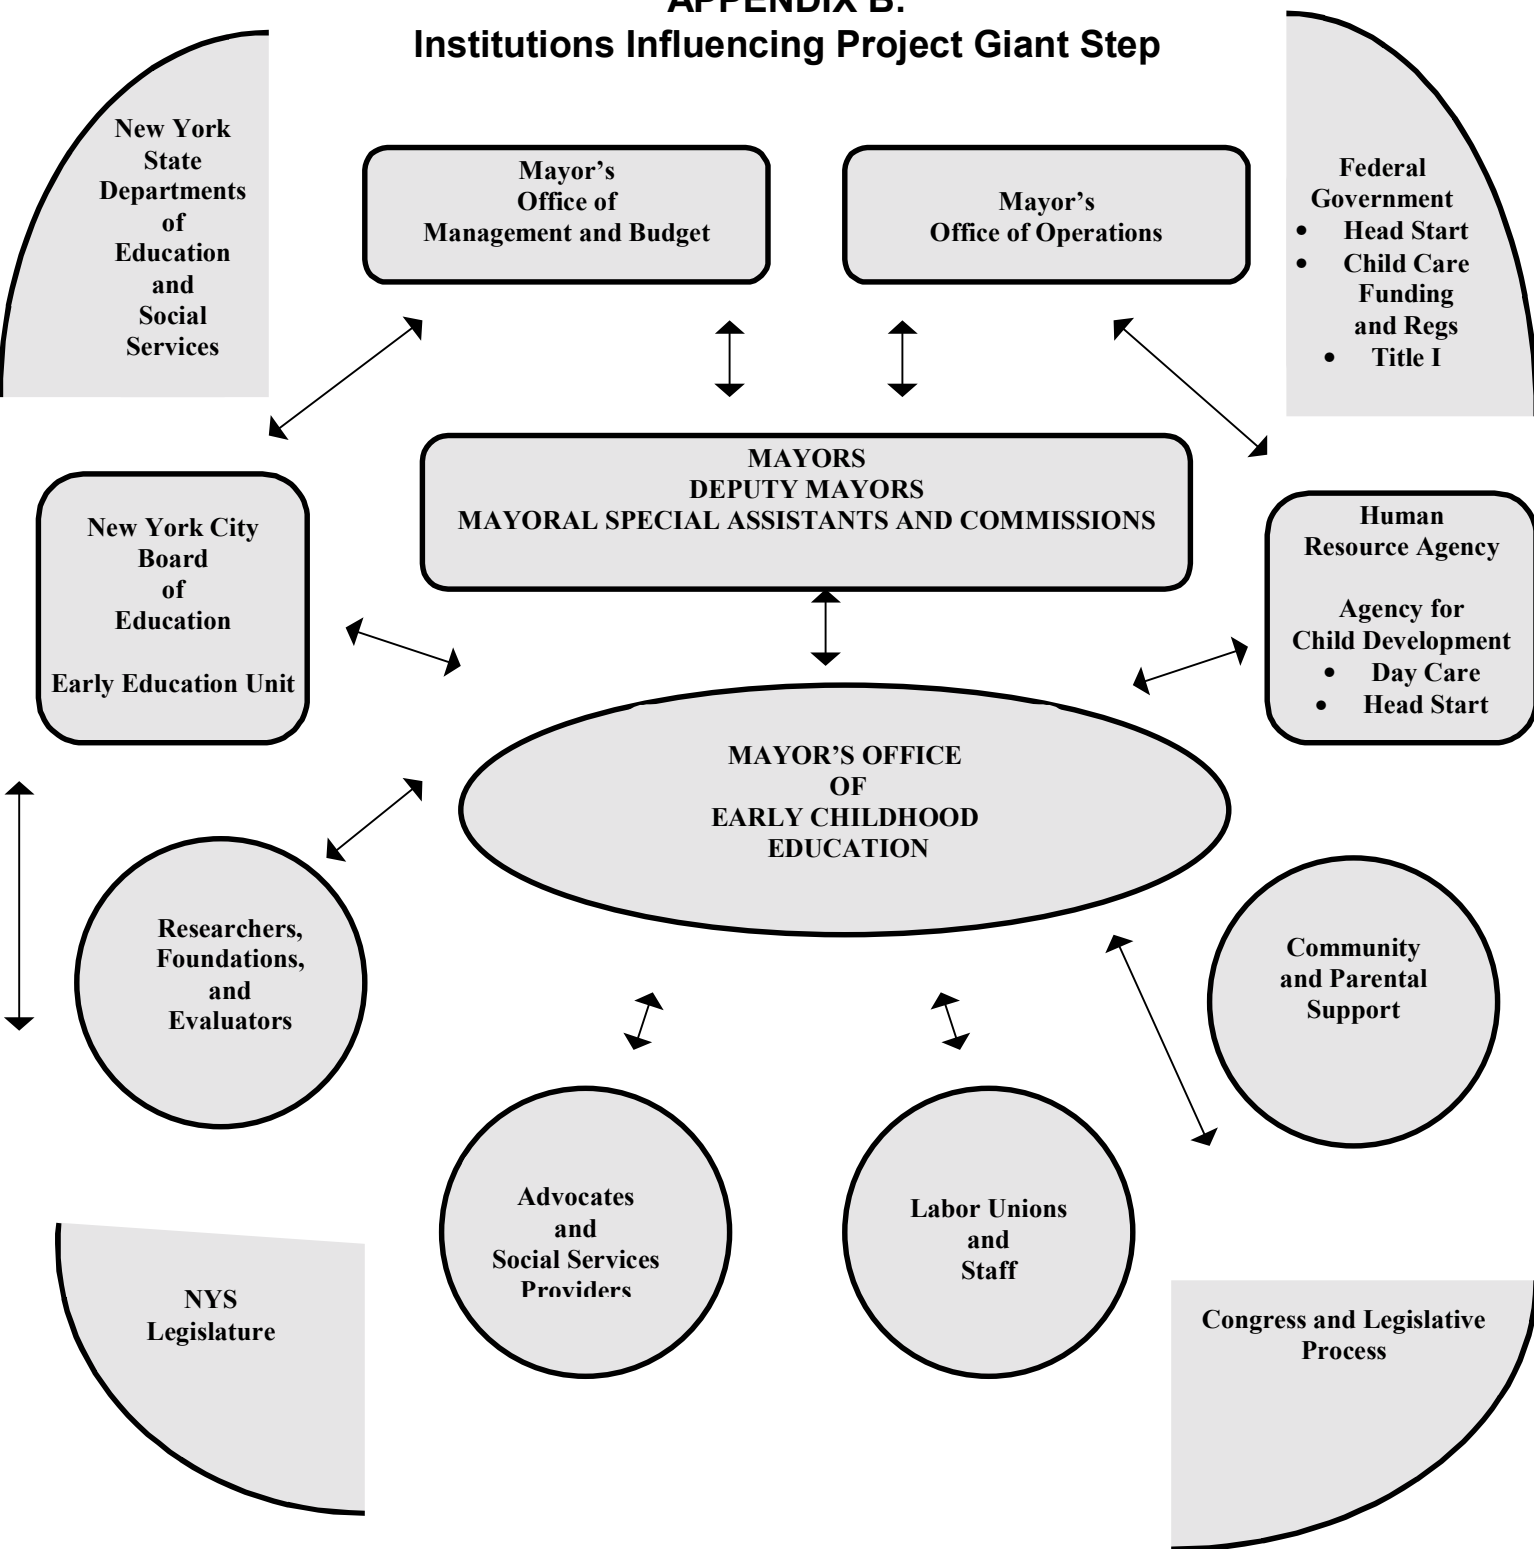 APPENDIX B:
Institutions Influencing Project Giant Step
New York
State
Departments
of
Education
and
Social
Services
Mayor’s
Office of
Management and Budget
Mayor’s
Office of Operations
Federal
Government
• Head Start
• Child Care
Funding
and Regs
• Title I
MAYORS
DEPUTY MAYORS
MAYORAL SPECIAL ASSISTANTS AND COMMISSIONS
New York City
Board
of
Education
Early Education Unit
Human
Resource Agency
Agency for
Child Development
• Day Care
• Head Start
MAYOR’S OFFICE
OF
EARLY CHILDHOOD
EDUCATION
Researchers,
Foundations,
and
Evaluators
Community
and Parental
Support
Advocates
and
Social Services
Providers
Labor Unions
and
Staff
NYS
Legislature
Congress and Legislative
Process